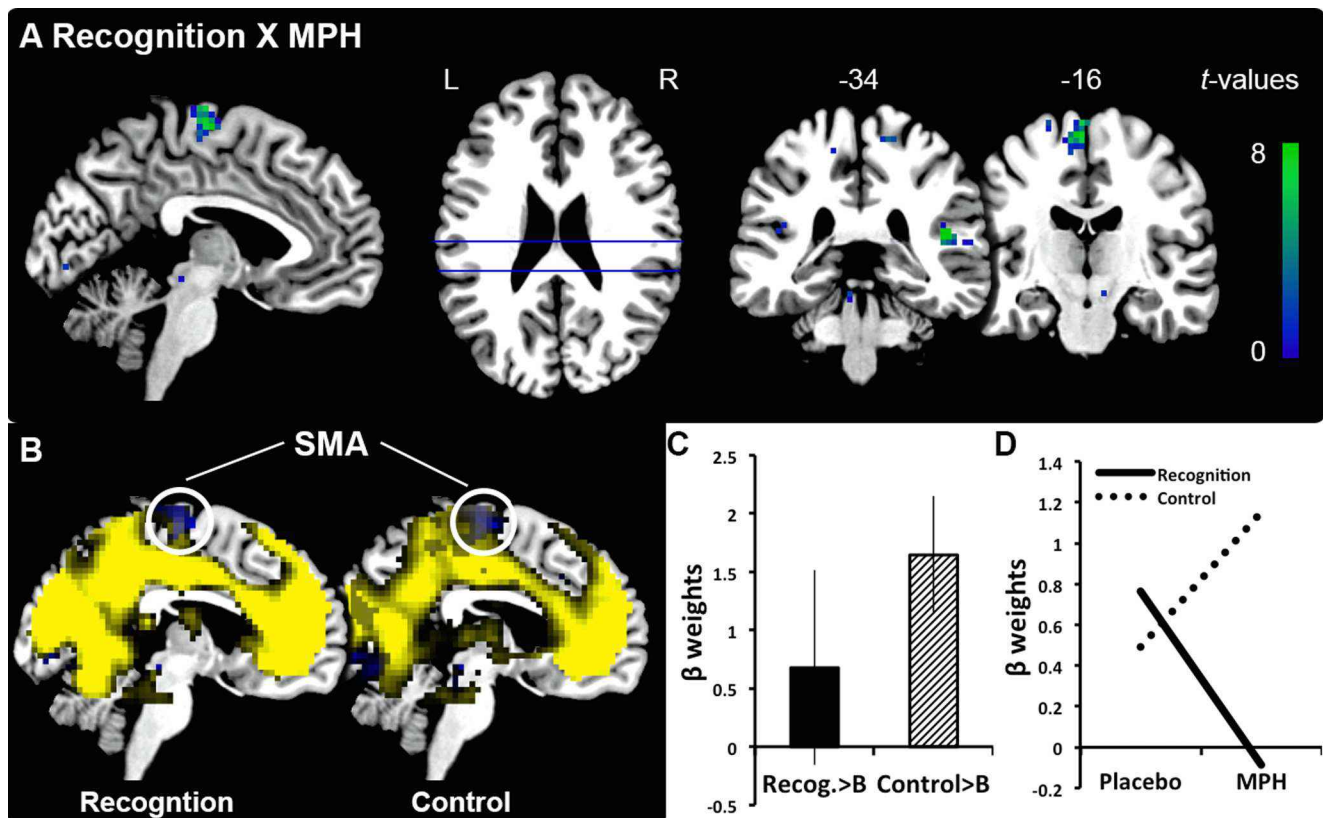 A Recognition X MPH
L R -34 -16 t-values
8
0
B SMA
Recogntion Control
C
β weights
2.5
2
1.5
1
0.5
0
-0.5
Recog.>B Control>B
D
β weights
1.4
1.2
1
0.8
0.6
0.4
0.2
0
-0.2
Recognition
Control
Placebo MPH